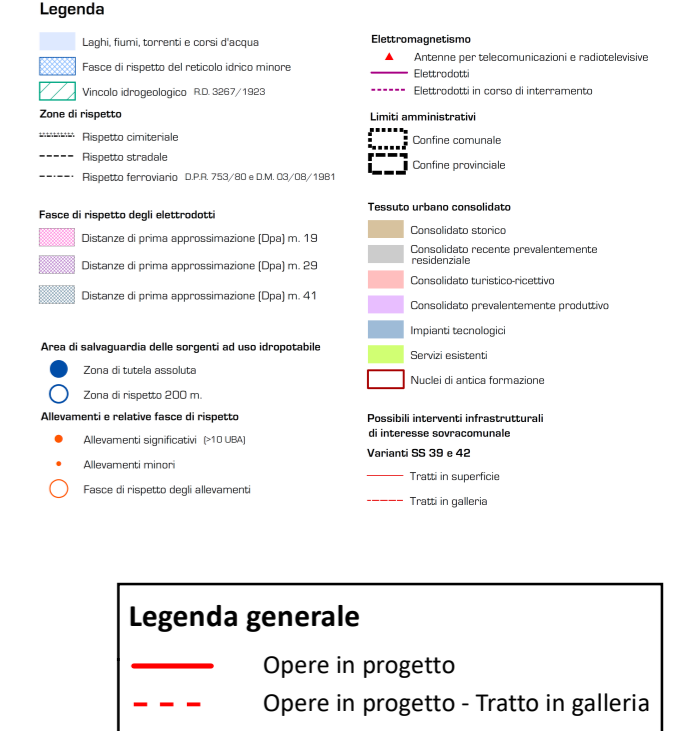 Legenda
Laghi, fiumi, torrenti e corsi d'acqua
Fasce di rispetto del reticolo idrico minore
Vincolo idrogeologico R.D. 3267/1923
Zone di rispetto
Rispetto cimiteriale
Rispetto stradale
Rispetto ferroviario D.P.R. 753/80 e D.M. 03/08/1981
Fasce di rispetto degli elettrodotti
Distanze di prima approssimazione (Dpa) m. 19
Distanze di prima approssimazione (Dpa) m. 29
Distanze di prima approssimazione (Dpa) m. 41
Area di salvaguardia delle sorgenti ad uso idropotabile
Zona di tutela assoluta
Zona di rispetto 200 m.
Allevamenti e relative fasce di rispetto
Allevamenti significativi (>10 UBA)
Allevamenti minori
Fasce di rispetto degli allevamenti
Elettromagnetismo
Antenne per telecomunicazioni e radiotelevisive
Elettrodotti
Elettrodotti in corso di interramento
Limiti amministrativi
Confine comunale
Confine provinciale
Tessuto urbano consolidato
Consolidato storico
Consolidato recente prevalentemente
residenziale
Consolidato turistico-ricettivo
Consolidato prevalentemente produttivo
Impianti tecnologici
Servizi esistenti
Nuclei di antica formazione
Possibili interventi infrastrutturali
di interesse sovracomunale
Varianti SS 39 e 42
Tratti in superficie
Tratti in galleria
Legenda generale
Opere in progetto
Opere in progetto - Tratto in galleria